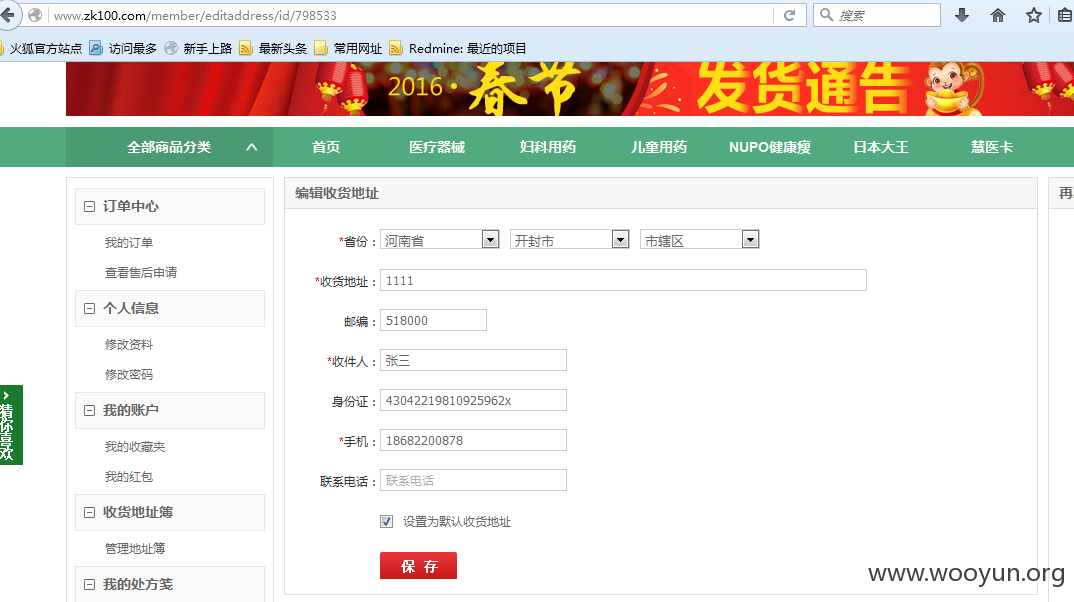 www.zk100.com/member/editaddress/id/798533
搜索
火狐官方站点 访问最多 新手上路 最新头条 常用网址 Redmine: 最近的项目
2016·春节 发货通告
全部商品分类 首页 医疗器械 妇科用药 儿童用药 NUPO健康瘦 日本大王 慧医卡
订单中心
我的订单
查看售后申请
个人信息
修改资料
修改密码
我的账户
我的收藏夹
我的红包
收货地址簿
管理地址簿
我的处方笺
猜你喜欢
编辑收货地址
*省份： 河南省 开封市 市辖区
*收货地址： 1111
邮编： 518000
*收件人： 张三
身份证： 43042219810925962x
*手机： 18682200878
联系电话： 联系电话
设置为默认收货地址
保 存
再
www.wooyun.org